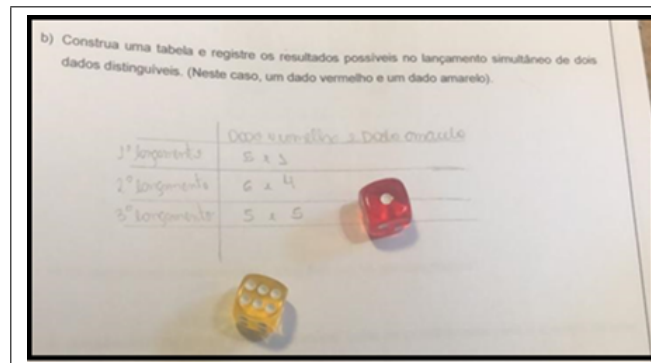 b) Construa uma tabela e registre os resultados possíveis no lançamento simultâneo de dois
dados distinguíveis. (Neste caso, um dado vermelho e um dado amarelo).
Dado vermelho e Dado amarelo
1º lançamento 5 x
2º lançamento 6 x 4
3º lançamento 5 x 5